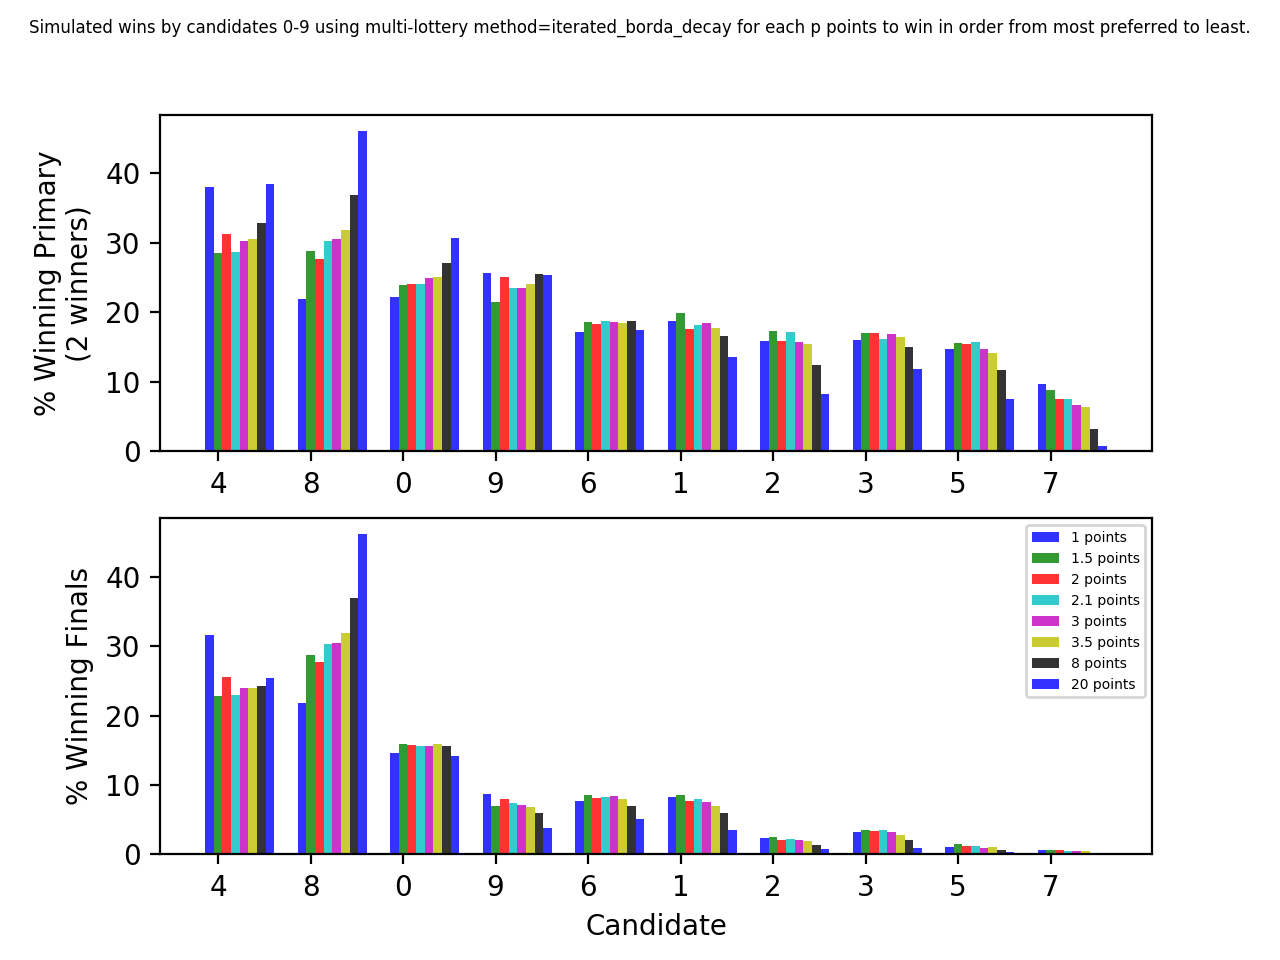 Simulated wins by candidates 0-9 using multi-lottery method=iterated_borda_decay for each p points to win in order from most preferred to least.
% Winning Primary
(2 winners)
40
30
20
10
0
4 8 0 9 6 1 2 3 5 7
% Winning Finals
40
30
20
10
0
1 points
1.5 points
2 points
2.1 points
3 points
3.5 points
8 points
20 points
4 8 0 9 6 1 2 3 5 7
Candidate